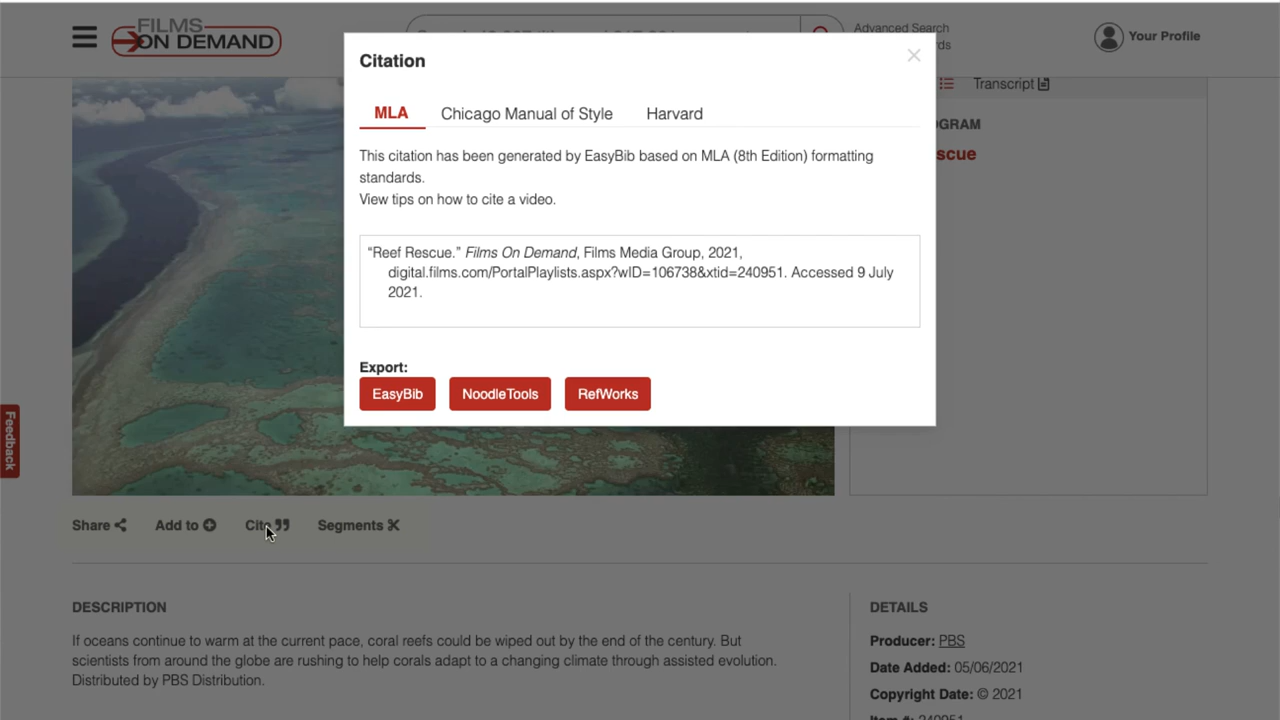 FILMS
ON DEMAND
Advanced Search
rds
Your Profile
Citation
Transcript
MLA
Chicago Manual of Style
Harvard
OGRAM
scue
This citation has been generated by EasyBib based on MLA (8th Edition) formatting
standards.
View tips on how to cite a video.
“Reef Rescue.” Films On Demand, Films Media Group, 2021,
digital.films.com/PortalPlaylists.aspx?wID=106738&xtid=240951. Accessed 9 July
2021.
Export:
EasyBib
NoodleTools
RefWorks
Feedback
Share
Add to
Cite
Segments
DESCRIPTION
If oceans continue to warm at the current pace, coral reefs could be wiped out by the end of the century. But
scientists from around the globe are rushing to help corals adapt to a changing climate through assisted evolution.
Distributed by PBS Distribution.
DETAILS
Producer: PBS
Date Added: 05/06/2021
Copyright Date: © 2021
Item #: 240951